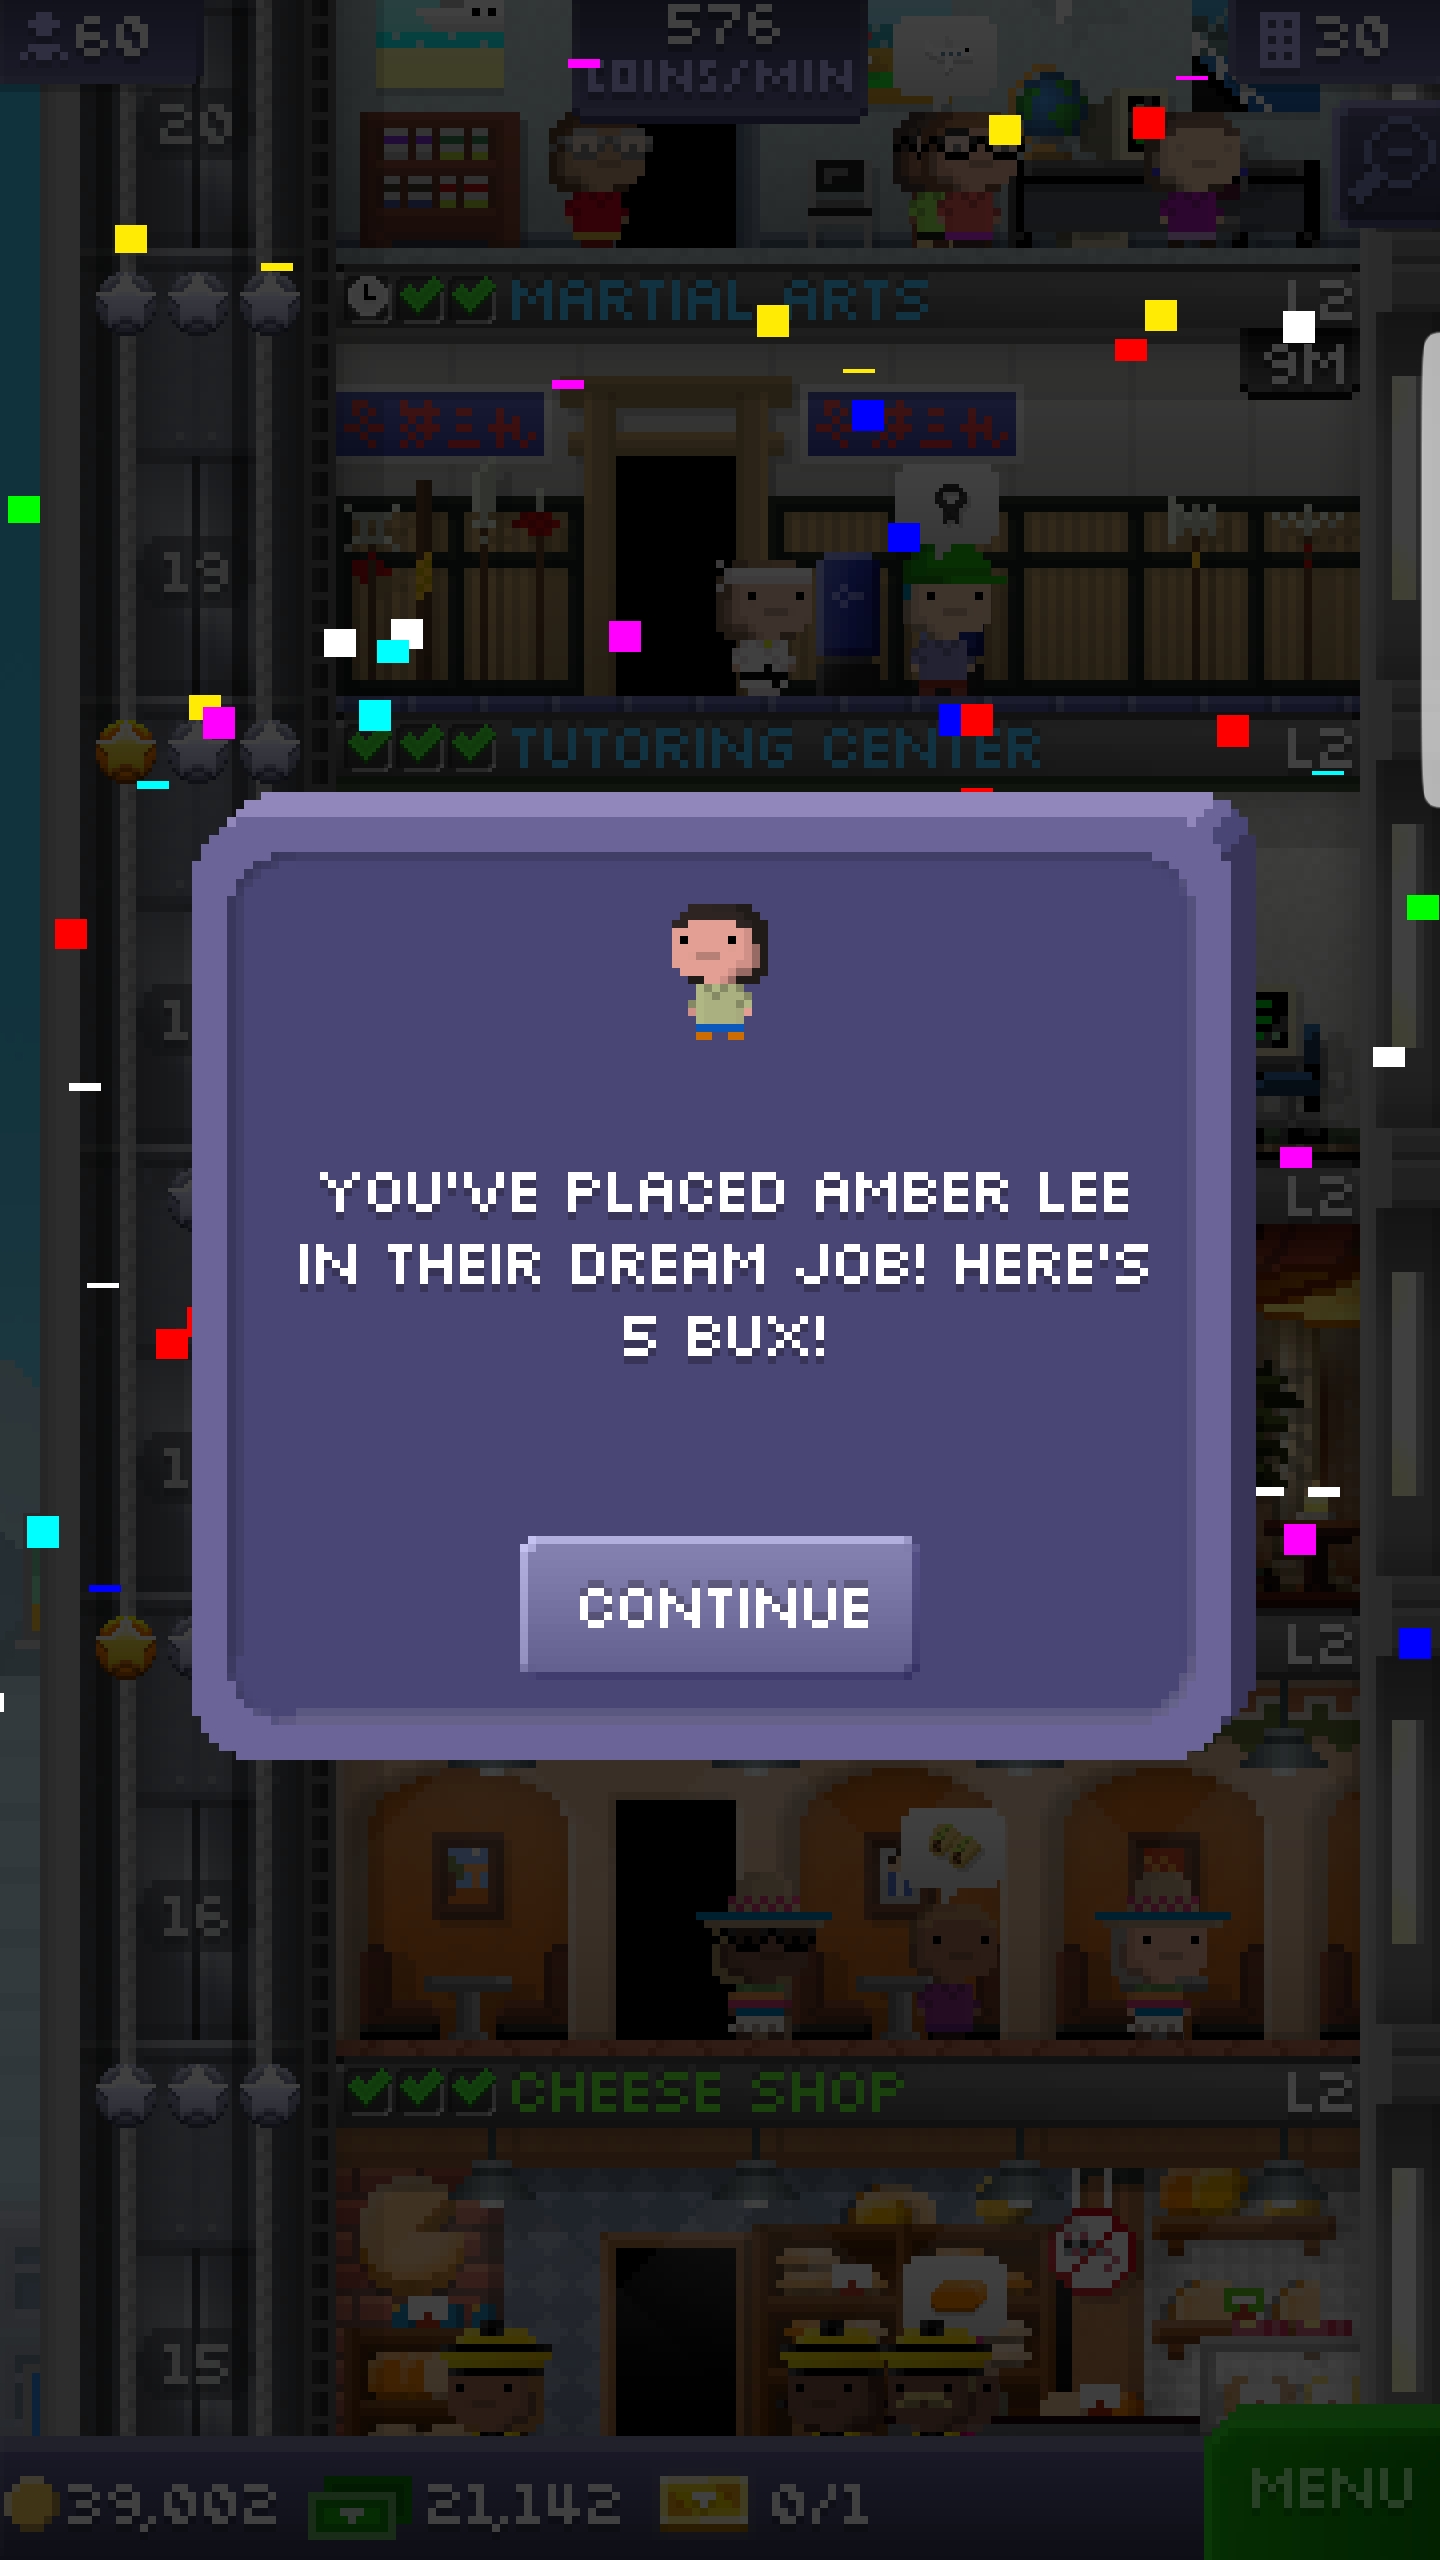 60
576
COINS/MIN
30
20
MARTIAL ARTS
L2
9M
19
TUTORING CENTER
L2
YOU'VE PLACED AMBER LEE
IN THEIR DREAM JOB! HERE'S
5 BUX!
L2
CONTINUE
L2
16
CHEESE SHOP
L2
15
39,002
21,142
0/1
MENU